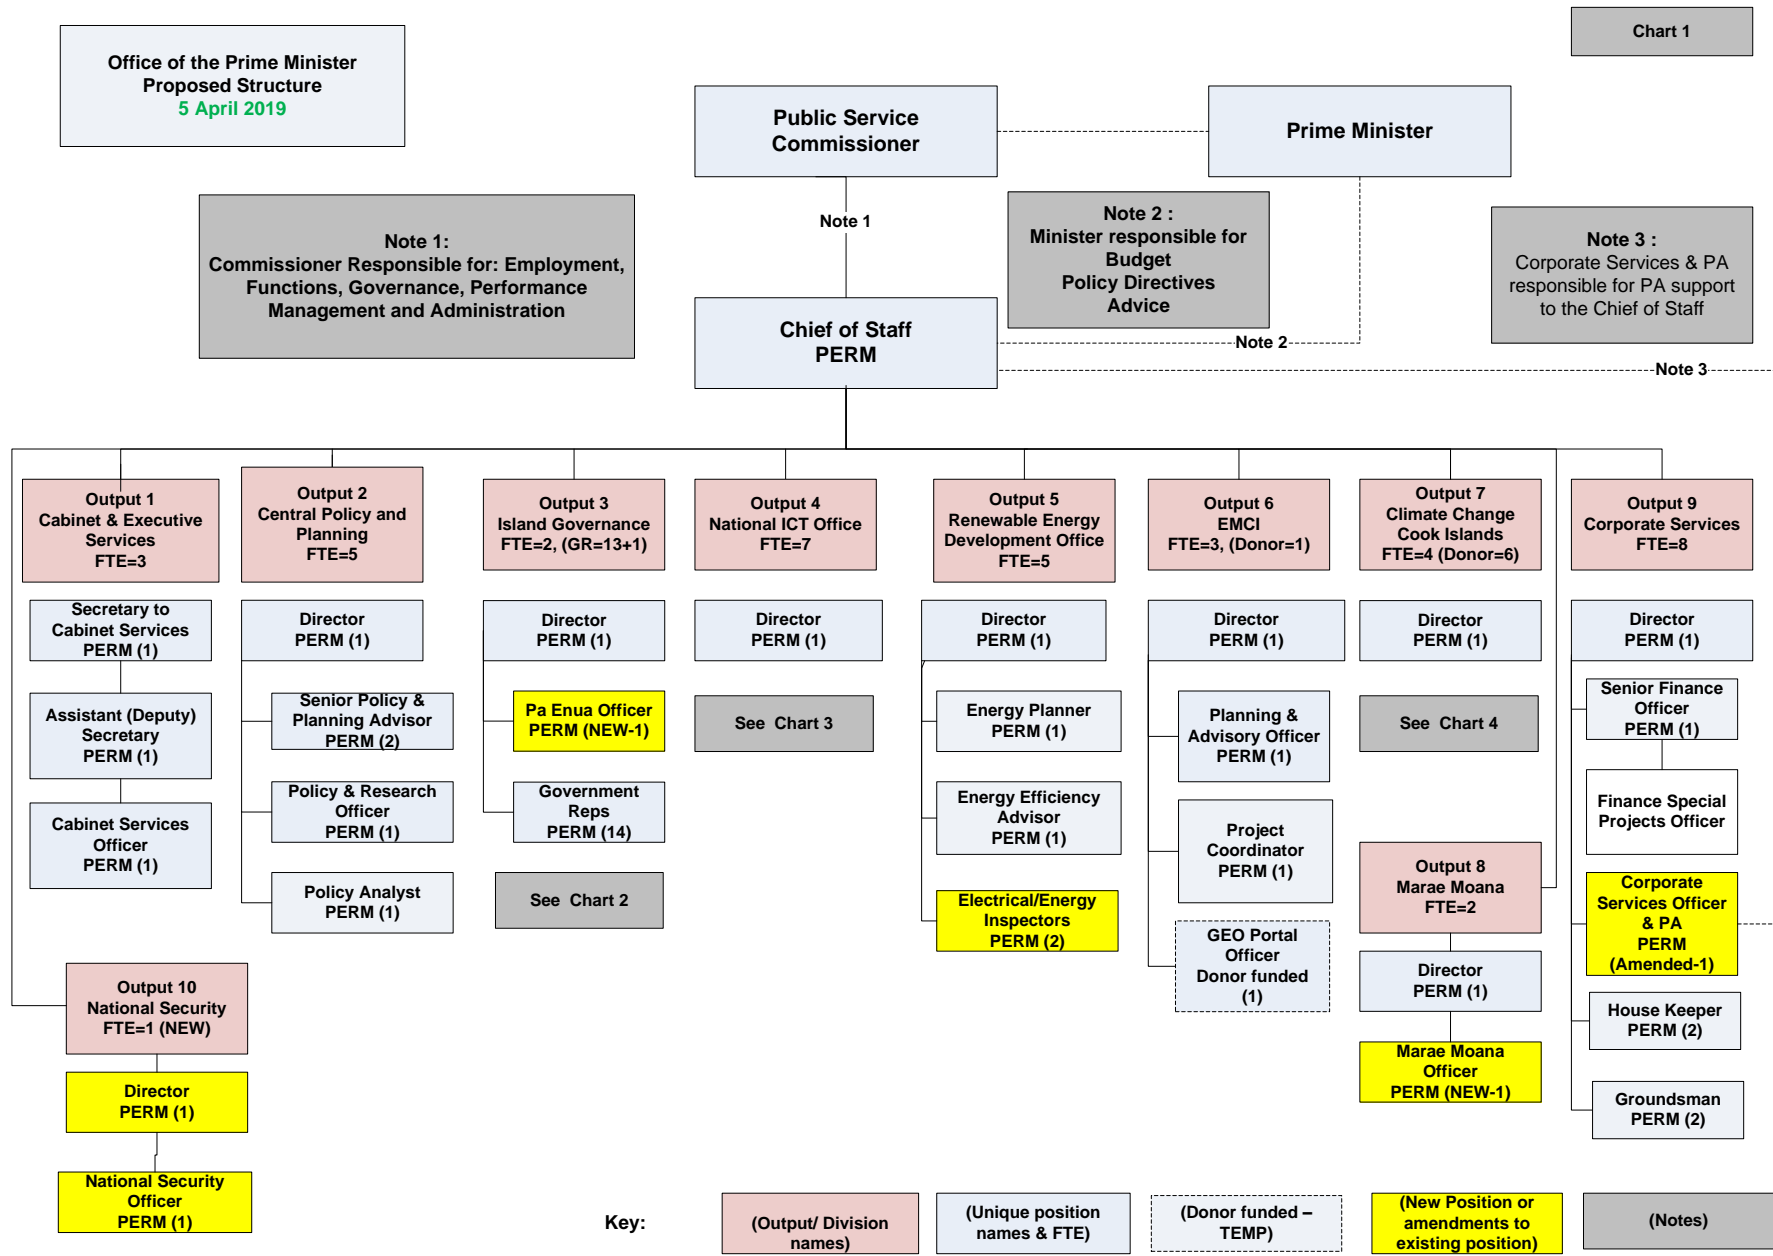 Chart 1
Office of the Prime Minister
Proposed Structure
5 April 2019
Public Service
Commissioner
Prime Minister
Note 1:
Commissioner Responsible for: Employment,
Functions, Governance, Performance
Management and Administration
Note 1
Note 2 :
Minister responsible for
Budget
Policy Directives
Advice
Note 3 :
Corporate Services & PA
responsible for PA support
to the Chief of Staff
Chief of Staff
PERM
Note 2
Note 3
Output 1
Cabinet & Executive
Services
FTE=3
Secretary to
Cabinet Services
PERM (1)
Assistant (Deputy)
Secretary
PERM (1)
Cabinet Services
Officer
PERM (1)
Output 2
Central Policy and
Planning
FTE=5
Director
PERM (1)
Senior Policy &
Planning Advisor
PERM (2)
Policy & Research
Officer
PERM (1)
Policy Analyst
PERM (1)
Output 3
Island Governance
FTE=2, (GR=13+1)
Director
PERM (1)
Pa Enua Officer
PERM (NEW-1)
Government
Reps
PERM (14)
See Chart 2
Output 4
National ICT Office
FTE=7
Director
PERM (1)
See Chart 3
Output 5
Renewable Energy
Development Office
FTE=5
Director
PERM (1)
Energy Planner
PERM (1)
Energy Efficiency
Advisor
PERM (1)
Electrical/Energy
Inspectors
PERM (2)
Output 6
EMCI
FTE=3, (Donor=1)
Director
PERM (1)
Planning &
Advisory Officer
PERM (1)
Project
Coordinator
PERM (1)
GEO Portal
Officer
Donor funded
(1)
Output 7
Climate Change
Cook Islands
FTE=4 (Donor=6)
Director
PERM (1)
See Chart 4
Output 8
Marae Moana
FTE=2
Director
PERM (1)
Marae Moana
Officer
PERM (NEW-1)
Output 9
Corporate Services
FTE=8
Director
PERM (1)
Senior Finance
Officer
PERM (1)
Finance Special
Projects Officer
Corporate
Services Officer
& PA
PERM
(Amended-1)
House Keeper
PERM (2)
Groundsman
PERM (2)
Output 10
National Security
FTE=1 (NEW)
Director
PERM (1)
National Security
Officer
PERM (1)
Key:
(Output/ Division
names)
(Unique position
names & FTE)
(Donor funded –
TEMP)
(New Position or
amendments to
existing position)
(Notes)